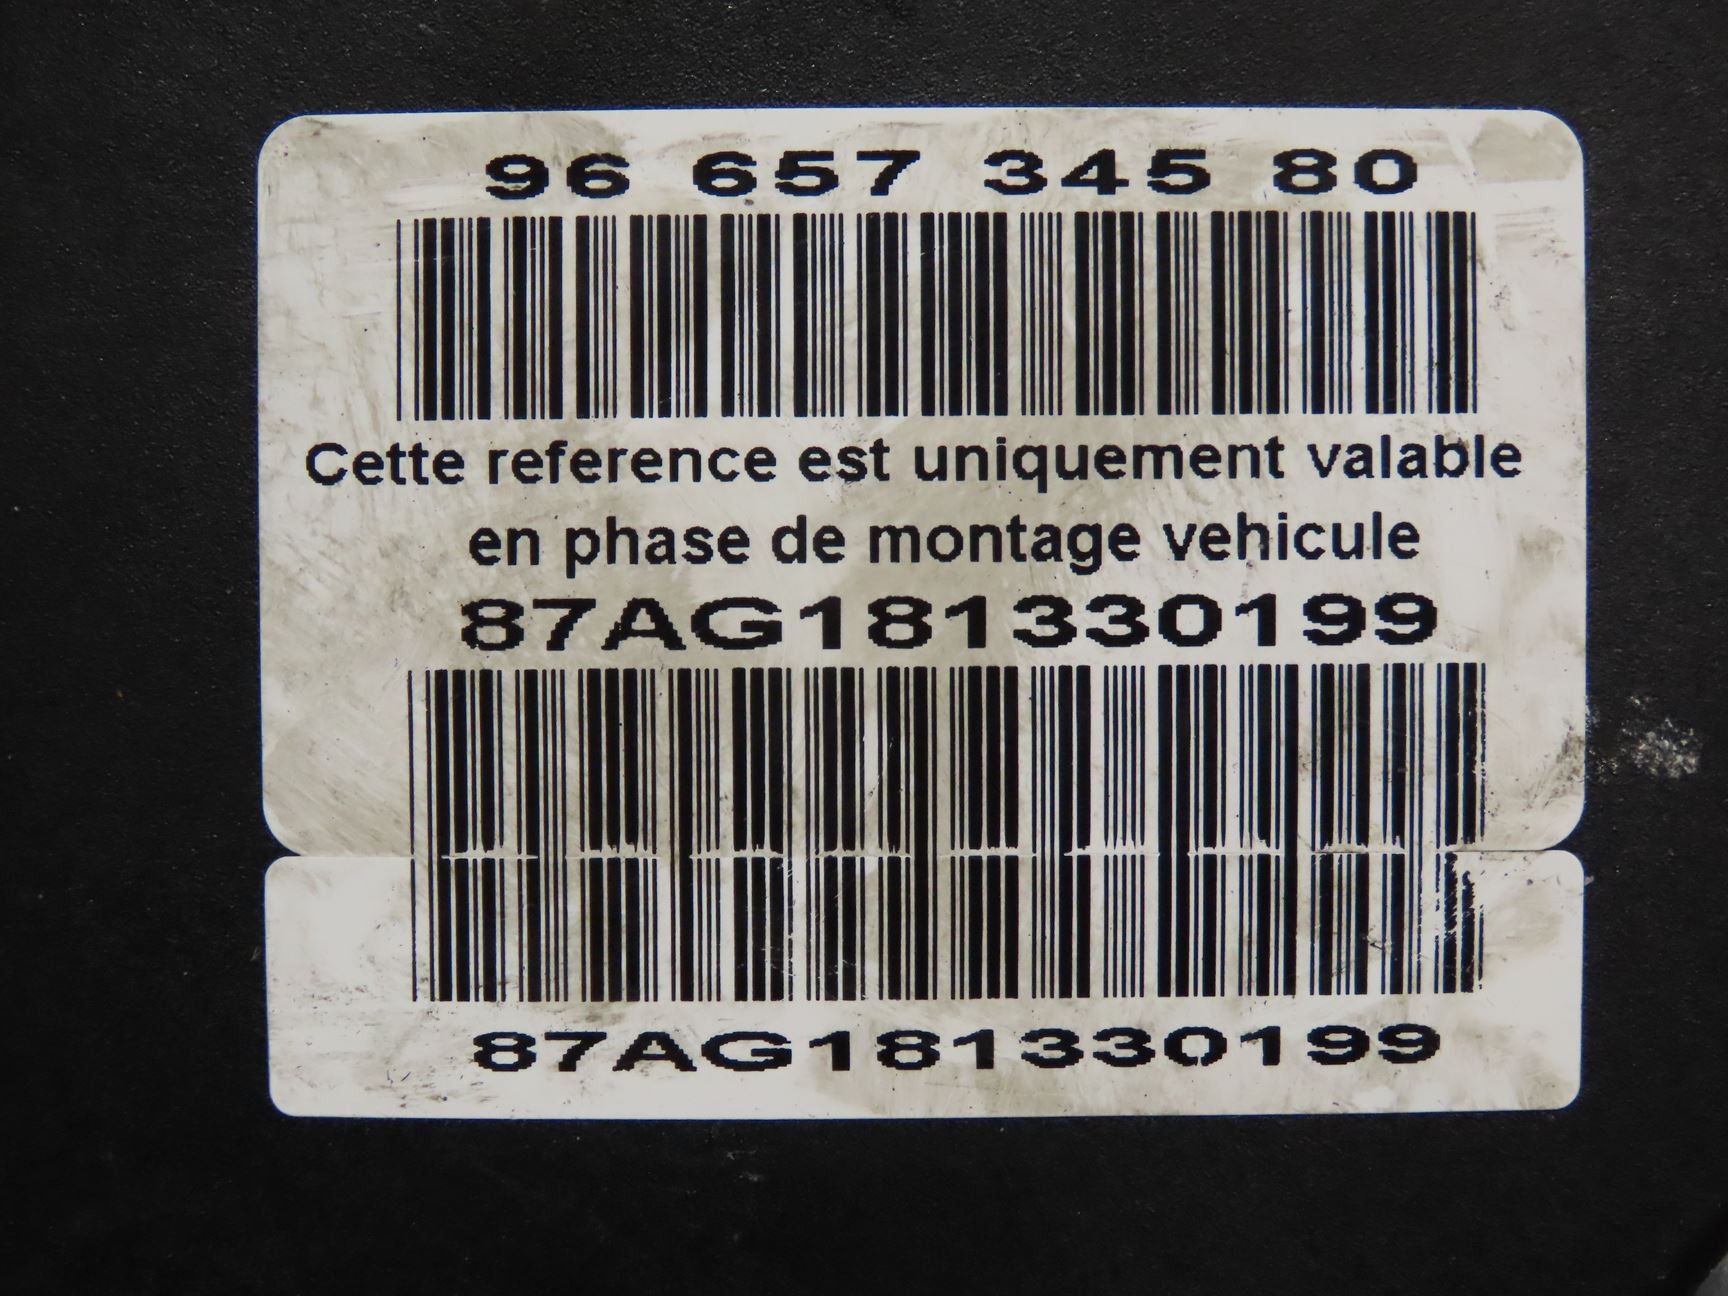 96 657 345 80
Cette reference est uniquement valable
en phase de montage vehicule
87AG181330199
87AG181330199